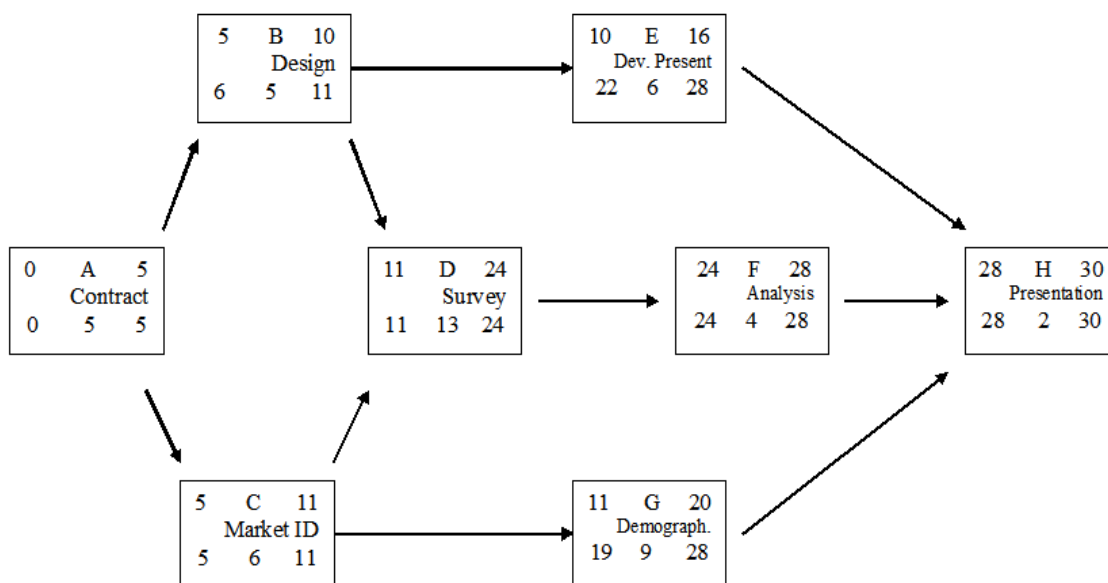 5 B 10
Design
6 5 11
10 E 16
Dev. Present
22 6 28
0 A 5
Contract
0 5 5
11 D 24
Survey
11 13 24
24 F 28
Analysis
24 4 28
28 H 30
Presentation
28 2 30
5 C 11
Market ID
5 6 11
11 G 20
Demograph.
19 9 28